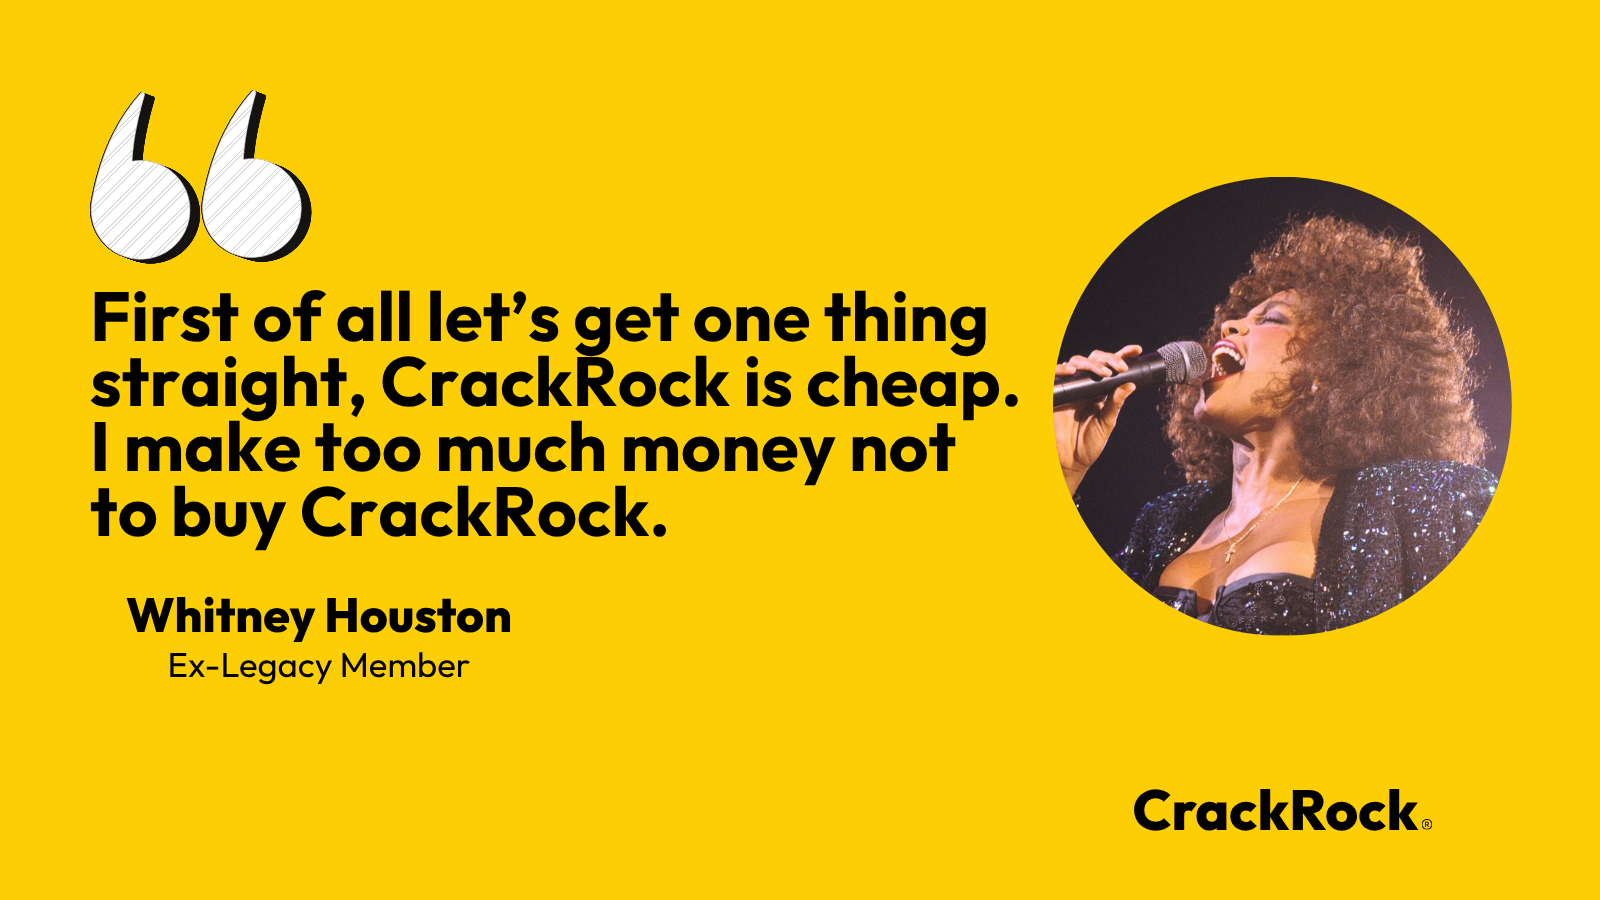 First of all let’s get one thing
straight, CrackRock is cheap.
I make too much money not
to buy CrackRock.
Whitney Houston
Ex-Legacy Member
CrackRock®